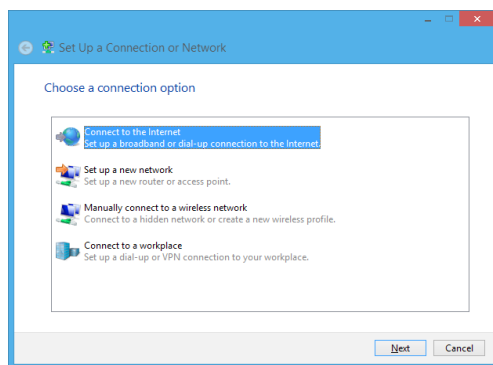 Set Up a Connection or Network
Choose a connection option
Connect to the Internet
Set up a broadband or dial-up connection to the Internet.
Set up a new network
Set up a new router or access point.
Manually connect to a wireless network
Connect to a hidden network or create a new wireless profile.
Connect to a workplace
Set up a dial-up or VPN connection to your workplace.
Next Cancel